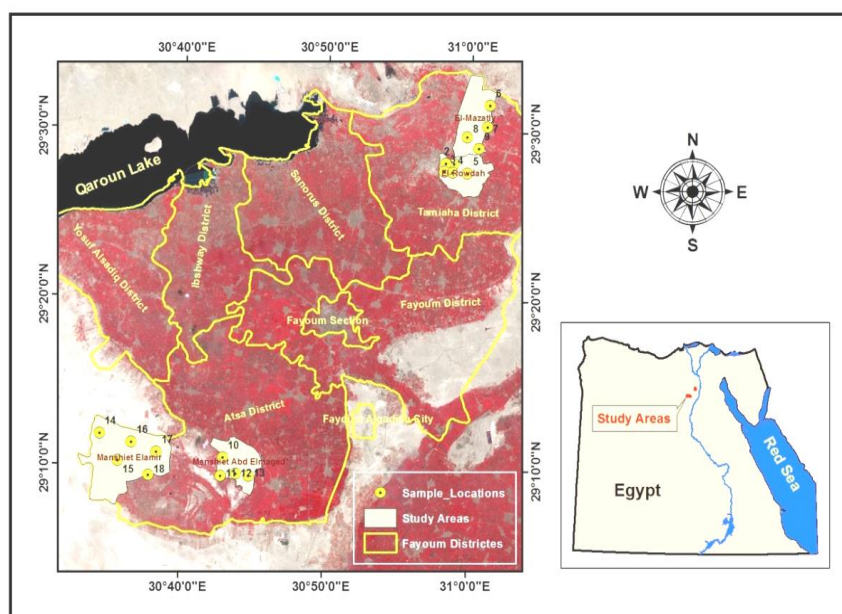 30°40'0"E 30°50'0"E 31°0'0"E
29°30'0"N
29°20'0"N
29°10'0"N
Qaroun Lake
Yosuf Alsadiq District
Ibshway District
Sanorus District
Tamiaha District
El-Mazatly
El-Rowdah
6
7
8
9
2
3
4
5
Fayoum District
Fayoum Section
Atsa District
14
16
17
Manshiet Elamir
15
18
10
Manshiet Abd Elmagad
11
12
13
Sample_Locations
Study Areas
Fayoum Districtes
30°40'0"E 30°50'0"E 31°0'0"E
29°30'0"N
29°20'0"N
29°10'0"N
N
W
E
S
Study Areas
Egypt
Red Sea